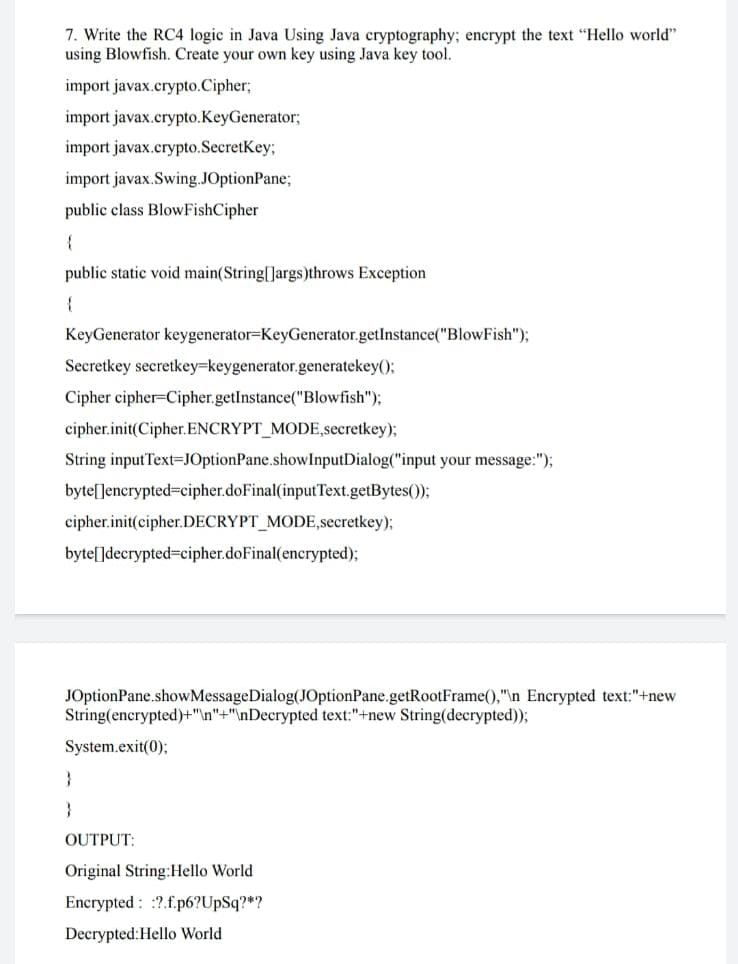 7. Write the RC4 logic in Java Using Java cryptography; encrypt the text “Hello world”
using Blowfish. Create your own key using Java key tool.
import javax.crypto.Cipher;
import javax.crypto.KeyGenerator;
import javax.crypto.SecretKey;
import javax.Swing.JOptionPane;
public class BlowFishCipher
{
public static void main(String[]args)throws Exception
{
KeyGenerator keygenerator=KeyGenerator.getInstance("BlowFish");
Secretkey secretkey=keygenerator.generatekey();
Cipher cipher=Cipher.getInstance("Blowfish");
cipher.init(Cipher.ENCRYPT_MODE,secretkey);
String inputText=JOptionPane.showInputDialog("input your message:");
byte[]encrypted=cipher.doFinal(inputText.getBytes());
cipher.init(cipher.DECRYPT_MODE,secretkey);
byte[]decrypted=cipher.doFinal(encrypted);
JOptionPane.showMessageDialog(JOptionPane.getRootFrame(),"\n Encrypted text:"+new
String(encrypted)+"\n"+"\nDecrypted text:"+new String(decrypted));
System.exit(0);
}
}
OUTPUT:
Original String:Hello World
Encrypted : :?.f.p6?UpSq?*?
Decrypted:Hello World